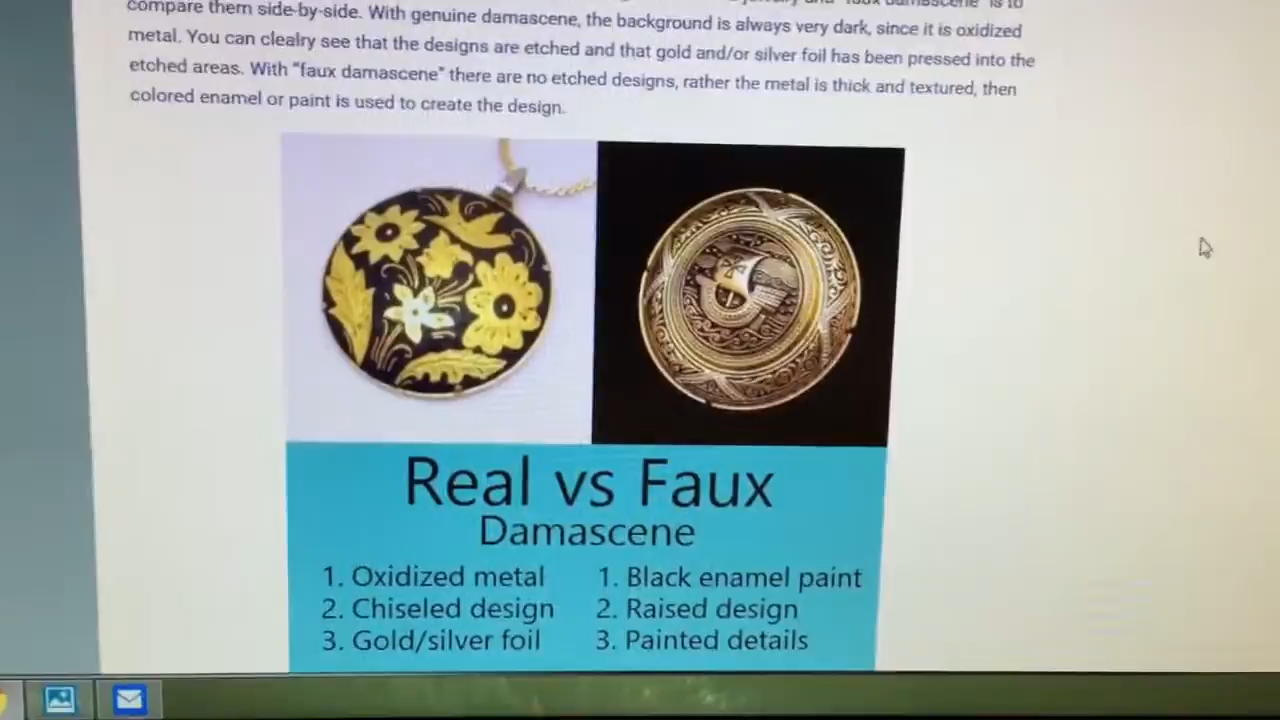 compare them side-by-side. With genuine damascene, the background is always very dark, since it is oxidized
metal. You can clealry see that the designs are etched and that gold and/or silver foil has been pressed into the
etched areas. With "faux damascene" there are no etched designs, rather the metal is thick and textured, then
colored enamel or paint is used to create the design.
Real vs Faux
Damascene
1. Oxidized metal
2. Chiseled design
3. Gold/silver foil
1. Black enamel paint
2. Raised design
3. Painted details